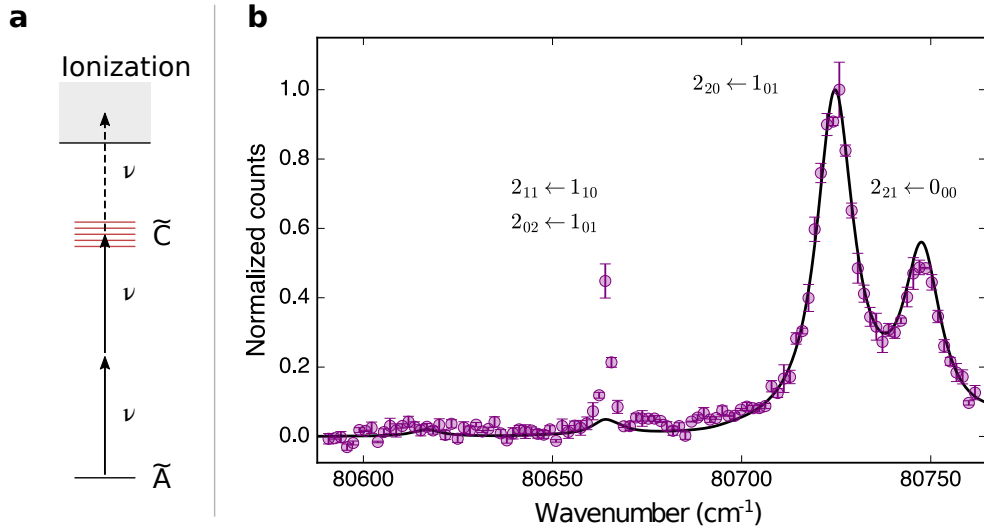 a
Ionization
ν
C̃
ν
ν
Ã
b
Normalized counts
1.0
0.8
0.6
0.4
0.2
0.0
2₂₀ ← 1₀₁
2₁₁ ← 1₁₀
2₀₂ ← 1₀₁
2₂₁ ← 0₀₀
80600
80650
80700
80750
Wavenumber (cm⁻¹)